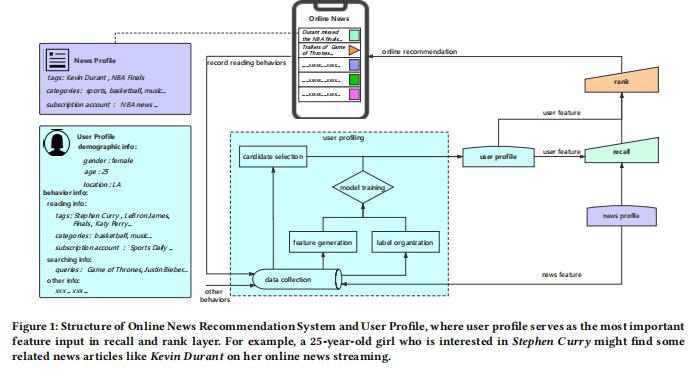 Online News
Durant missed
the NBA finals...
Trailers of Game
of Thrones...
...xxxx...xxxx...
...xxxx...xxxx...
...xxxx...xxxx...
News Profile
tags: Kevin Durant , NBA Finals
categories: sports, basketball, music...
subscription account : NBA news ...
record reading behaviors
online recommendation
rank
user feature
User Profile
demographic info:
gender : female
age : 25
location : LA
behavior info:
reading info:
tags: Stephen Curry , LeBron James,
Finals, Katy Perry...
categories: basketball, music...
subscription account : Sports Daily ...
searching info:
queries: Game of Thrones, Justin Bieber...
other info:
xxx ... xxx ...
user profiling
candidate selection
model training
feature generation
label organization
data collection
other
behaviors
user profile
user feature
recall
news profile
news feature
Figure 1: Structure of Online News Recommendation System and User Profile, where user profile serves as the most important
feature input in recall and rank layer. For example, a 25-year-old girl who is interested in Stephen Curry might find some
related news articles like Kevin Durant on her online news streaming.